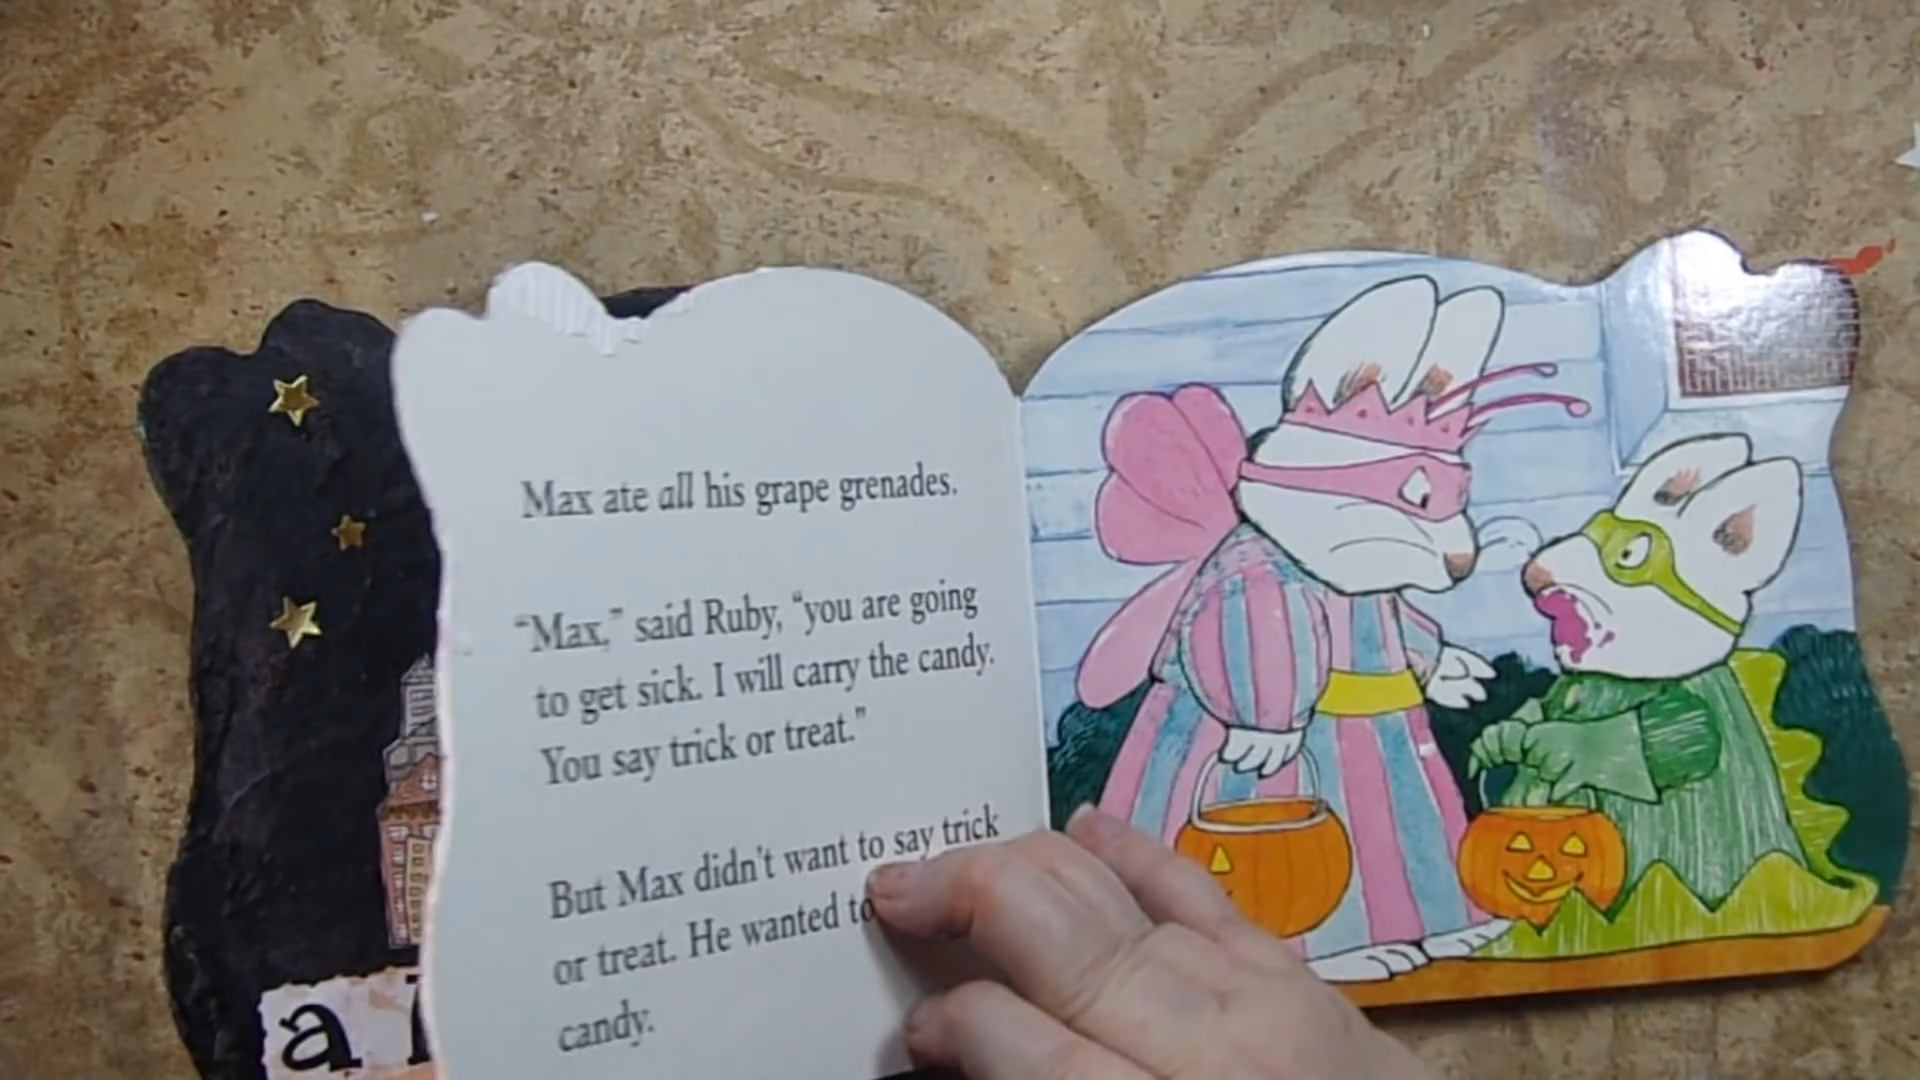 Max ate all his grape grenades.
“Max,” said Ruby, “you are going
to get sick. I will carry the candy.
You say trick or treat.”
But Max didn't want to say trick
or treat. He wanted to
candy.
a